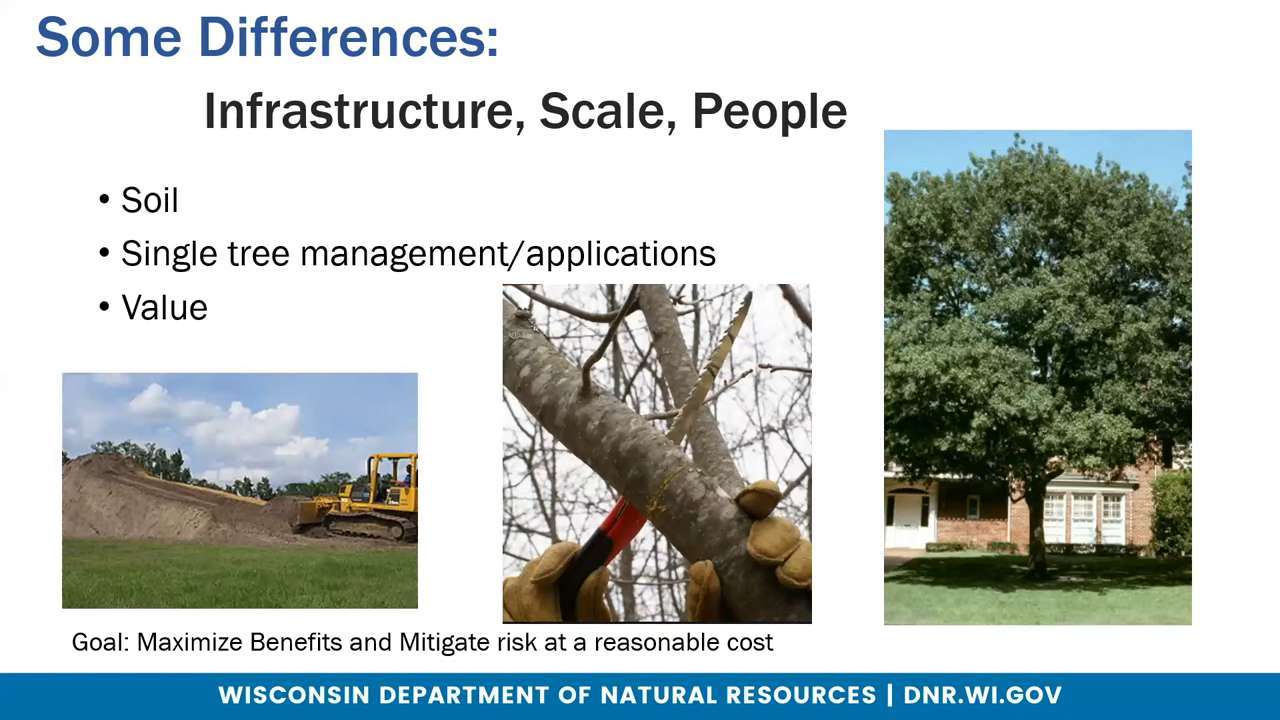 Some Differences:
Infrastructure, Scale, People
• Soil
• Single tree management/applications
• Value
Goal: Maximize Benefits and Mitigate risk at a reasonable cost
WISCONSIN DEPARTMENT OF NATURAL RESOURCES | DNR.WI.GOV